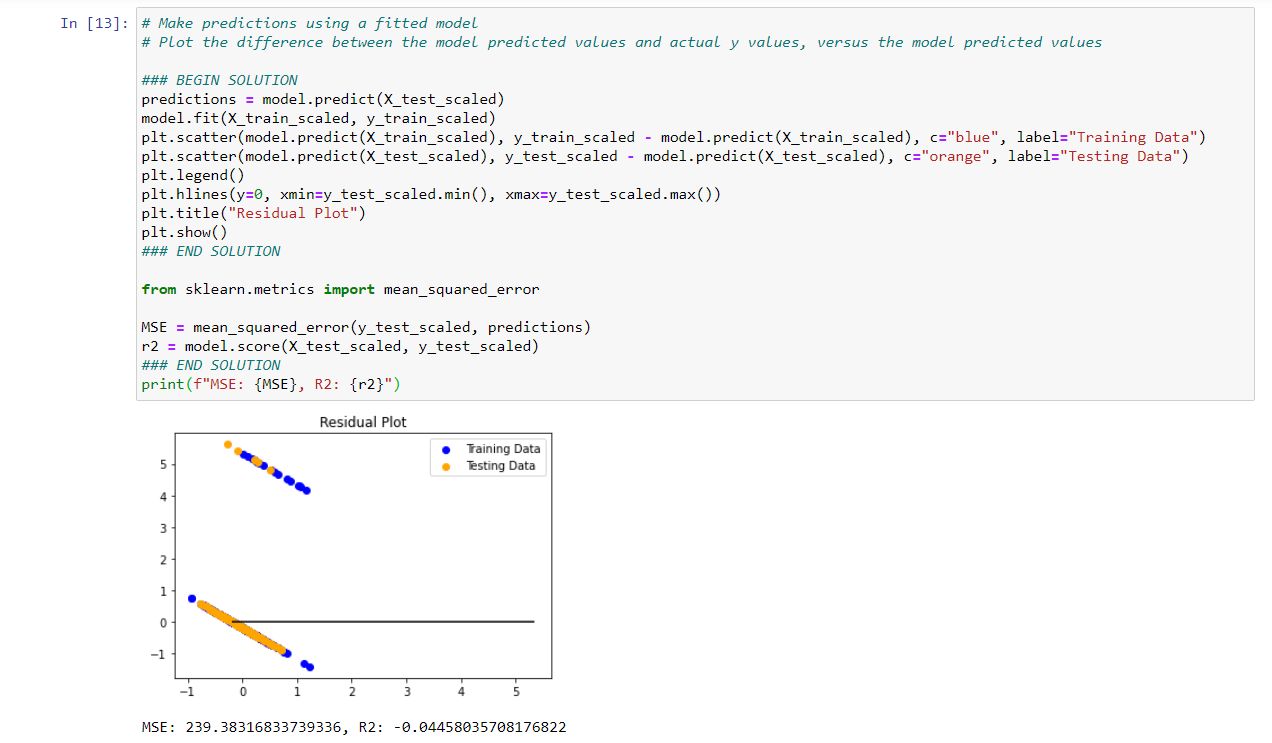 In [13]:
# Make predictions using a fitted model
# Plot the difference between the model predicted values and actual y values, versus the model predicted values
### BEGIN SOLUTION
predictions = model.predict(X_test_scaled)
model.fit(X_train_scaled, y_train_scaled)
plt.scatter(model.predict(X_train_scaled), y_train_scaled - model.predict(X_train_scaled), c="blue", label="Training Data")
plt.scatter(model.predict(X_test_scaled), y_test_scaled - model.predict(X_test_scaled), c="orange", label="Testing Data")
plt.legend()
plt.hlines(y=0, xmin=y_test_scaled.min(), xmax=y_test_scaled.max())
plt.title("Residual Plot")
plt.show()
### END SOLUTION
from sklearn.metrics import mean_squared_error
MSE = mean_squared_error(y_test_scaled, predictions)
r2 = model.score(X_test_scaled, y_test_scaled)
### END SOLUTION
print(f"MSE: {MSE}, R2: {r2}")
Residual Plot
Training Data
Testing Data
5
4
3
2
1
0
−1
−1 0 1 2 3 4 5
MSE: 239.38316833739336, R2: -0.04458035708176822